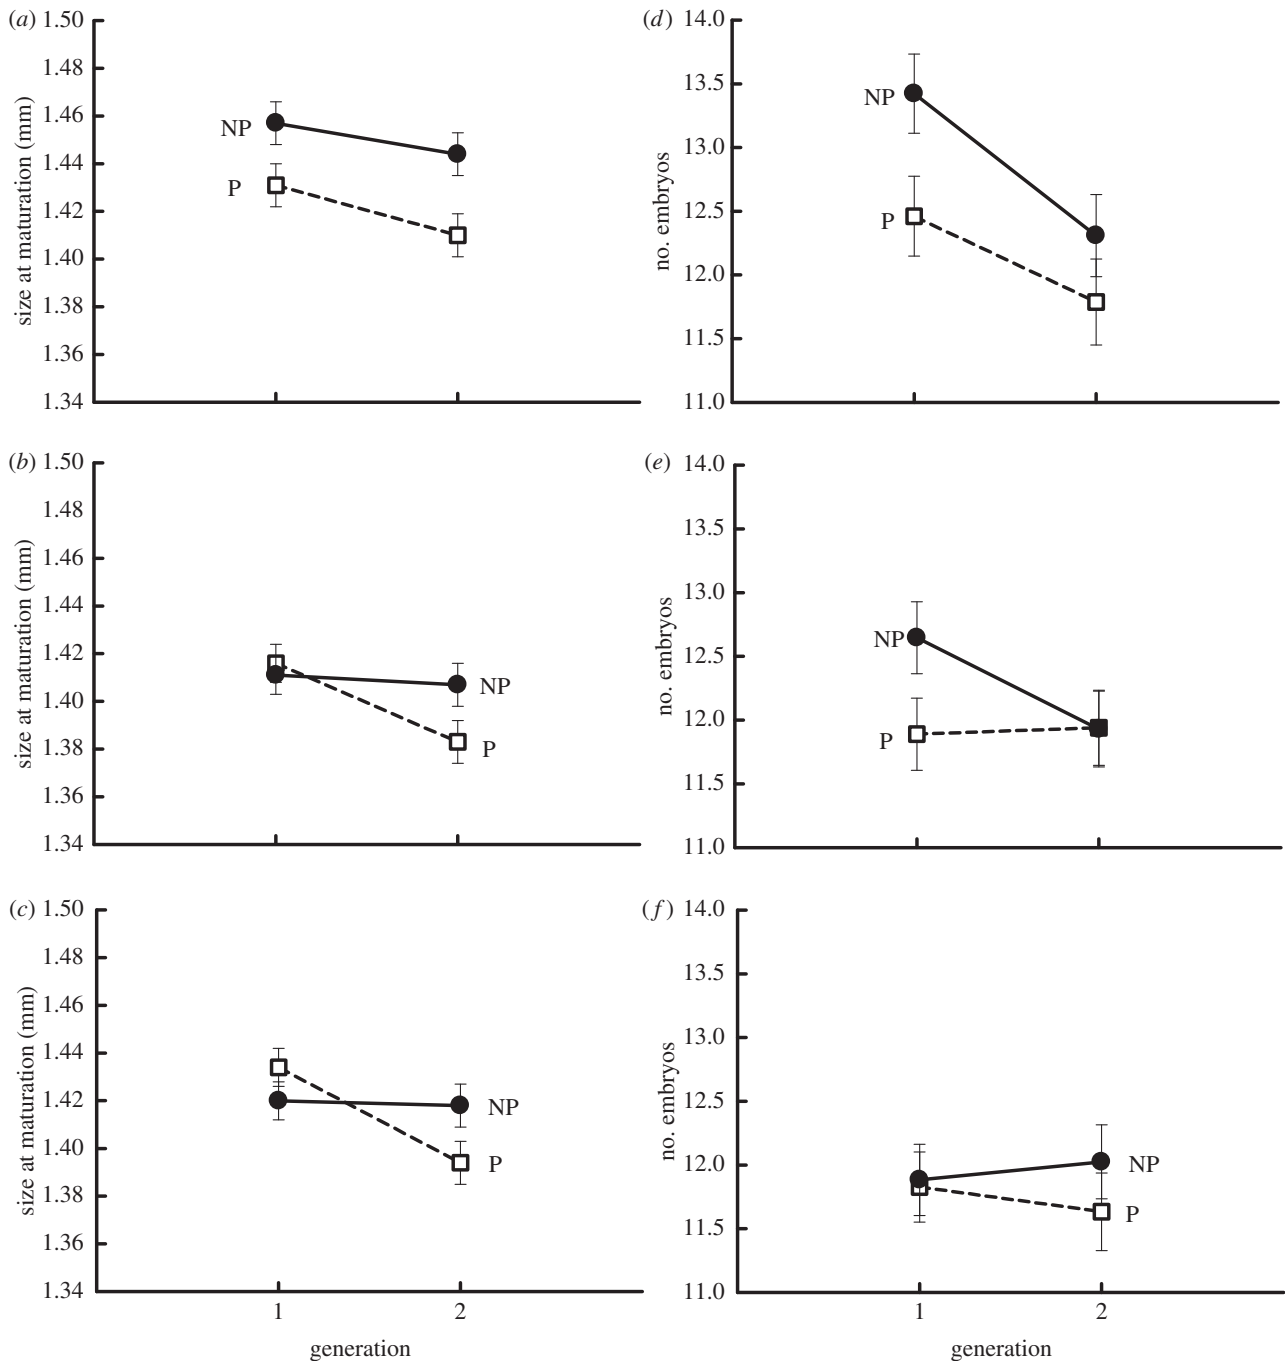 (a)
1.50
1.48
1.46
1.44
1.42
1.40
1.38
1.36
1.34
size at maturation (mm)
NP
P
(d)
14.0
13.5
13.0
12.5
12.0
11.5
11.0
no. embryos
NP
P
(b)
1.50
1.48
1.46
1.44
1.42
1.40
1.38
1.36
1.34
size at maturation (mm)
NP
P
(e)
14.0
13.5
13.0
12.5
12.0
11.5
11.0
no. embryos
NP
P
(c)
1.50
1.48
1.46
1.44
1.42
1.40
1.38
1.36
1.34
size at maturation (mm)
NP
P
1
2
generation
(f)
14.0
13.5
13.0
12.5
12.0
11.5
11.0
no. embryos
NP
P
1
2
generation